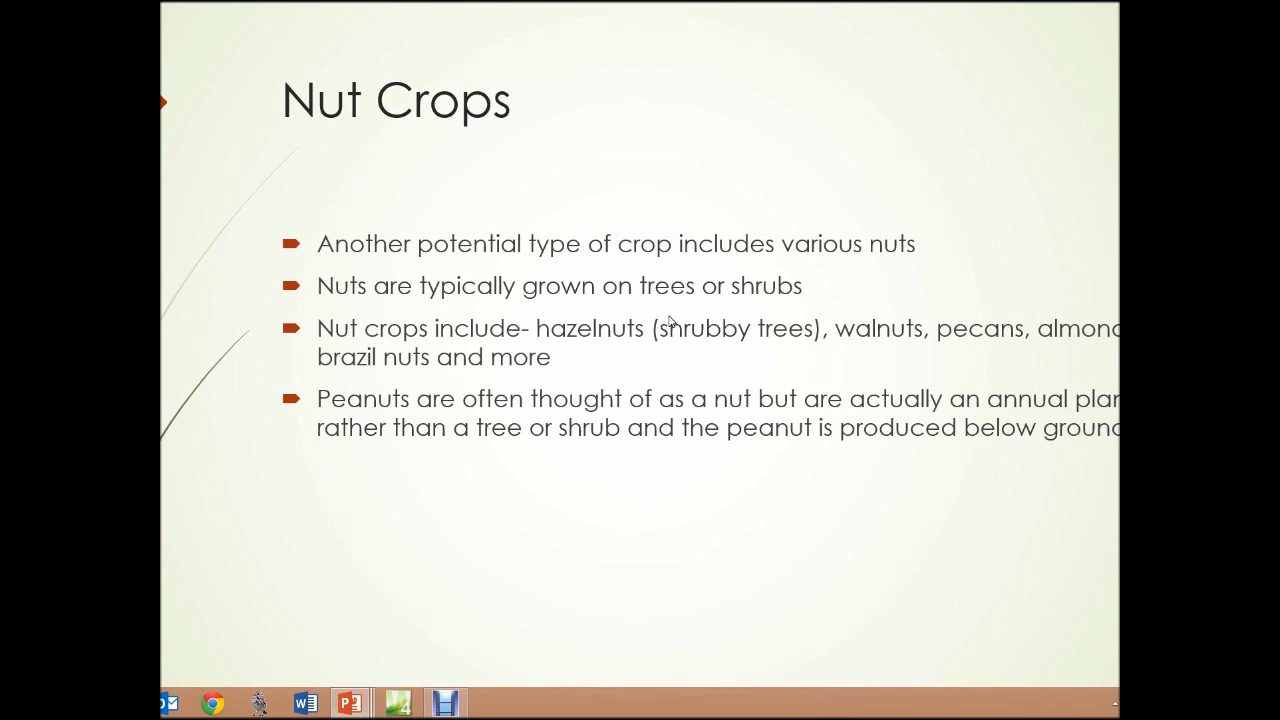 Nut Crops
Another potential type of crop includes various nuts
Nuts are typically grown on trees or shrubs
Nut crops include- hazelnuts (shrubby trees), walnuts, pecans,
brazil nuts and more
Peanuts are often thought of as a nut but are actually an annual
rather than a tree or shrub and the peanut is produced below